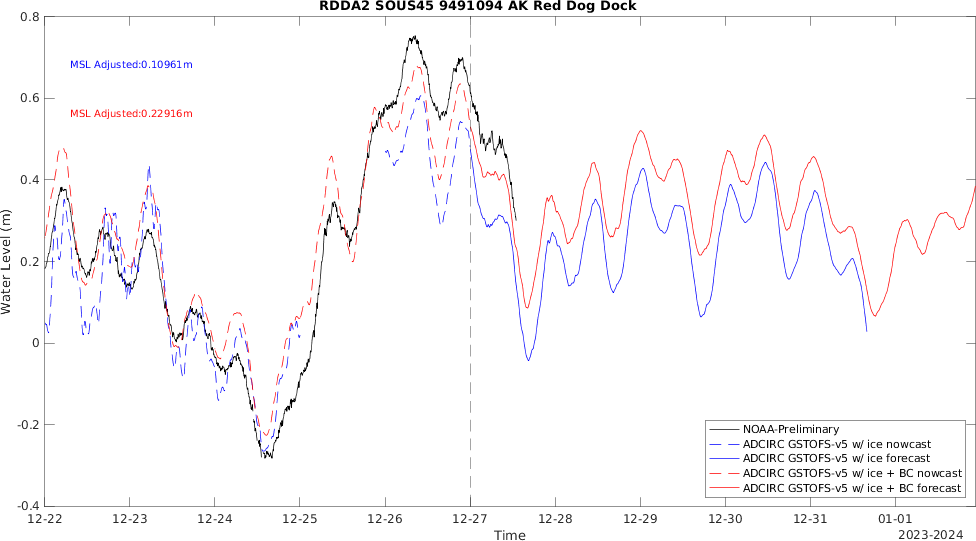 RDDA2 SOUS45 9491094 AK Red Dog Dock
MSL Adjusted:0.10961m
MSL Adjusted:0.22916m
Water Level (m)
0.8
0.6
0.4
0.2
0
-0.2
-0.4
NOAA-Preliminary
ADCIRC GSTOFS-v5 w/ ice nowcast
ADCIRC GSTOFS-v5 w/ ice forecast
ADCIRC GSTOFS-v5 w/ ice + BC nowcast
ADCIRC GSTOFS-v5 w/ ice + BC forecast
12-22 12-23 12-24 12-25 12-26 12-27 12-28 12-29 12-30 12-31 01-01
Time
2023-2024